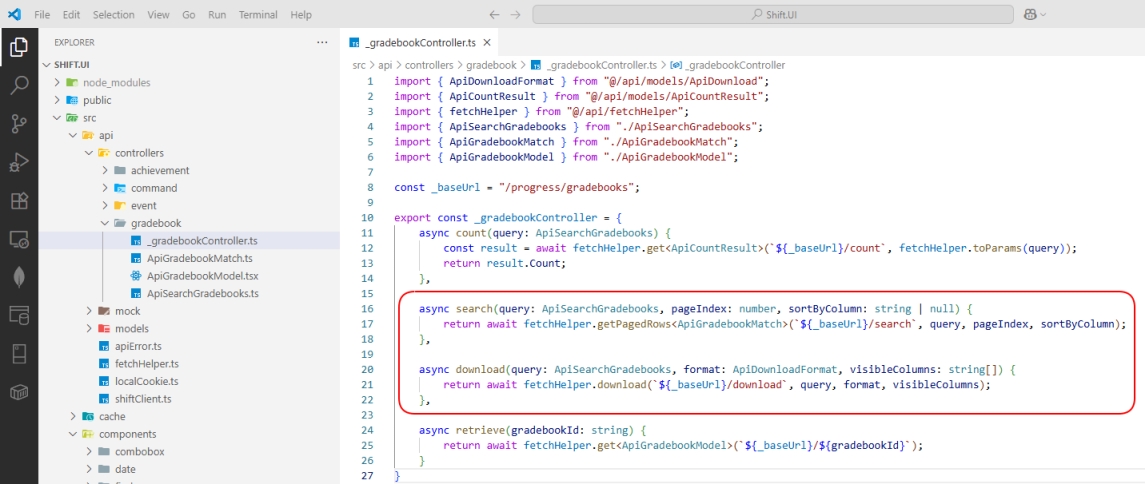 File Edit Selection View Go Run Terminal Help
Shift.UI
EXPLORER
SHIFT.UI
node_modules
public
src
api
controllers
achievement
command
event
gradebook
_gradebookController.ts
ApiGradebookMatch.ts
ApiGradebookModel.tsx
ApiSearchGradebooks.ts
mock
models
apiError.ts
fetchHelper.ts
localCookie.ts
shiftClient.ts
cache
components
combobox
date
_gradebookController.ts
src > api > controllers > gradebook > TS _gradebookController.ts > _gradebookController
1 import { ApiDownloadFormat } from "@/api/models/ApiDownload";
2 import { ApiCountResult } from "@/api/models/ApiCountResult";
3 import { fetchHelper } from "@/api/fetchHelper";
4 import { ApiSearchGradebooks } from "./ApiSearchGradebooks";
5 import { ApiGradebookMatch } from "./ApiGradebookMatch";
6 import { ApiGradebookModel } from "./ApiGradebookModel";
7
8 const _baseUrl = "/progress/gradebooks";
9
10 export const _gradebookController = {
11 async count(query: ApiSearchGradebooks) {
12 const result = await fetchHelper.get<ApiCountResult>(`${_baseUrl}/count`, fetchHelper.toParams(query));
13 return result.Count;
14 },
15
16 async search(query: ApiSearchGradebooks, pageIndex: number, sortByColumn: string | null) {
17 return await fetchHelper.getPagedRows<ApiGradebookMatch>(`${_baseUrl}/search`, query, pageIndex, sortByColumn);
18 },
19
20 async download(query: ApiSearchGradebooks, format: ApiDownloadFormat, visibleColumns: string[]) {
21 return await fetchHelper.download(`${_baseUrl}/download`, query, format, visibleColumns);
22 },
23
24 async retrieve(gradebookId: string) {
25 return await fetchHelper.get<ApiGradebookModel>(`${_baseUrl}/${gradebookId}`);
26 }
27 }